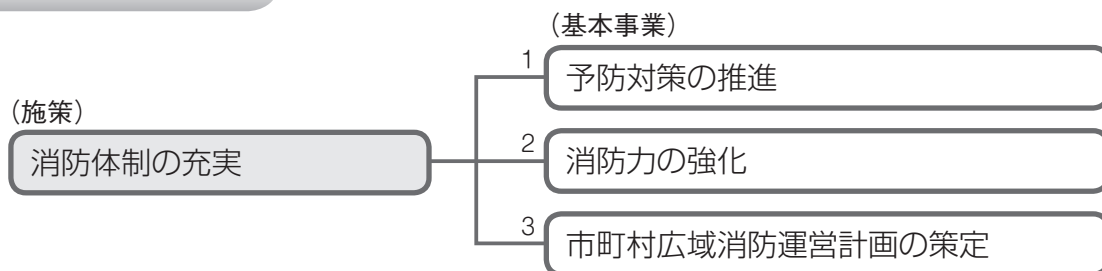 (基本事業)
1 予防対策の推進
(施策)
消防体制の充実
2 消防力の強化
3 市町村広域消防運営計画の策定